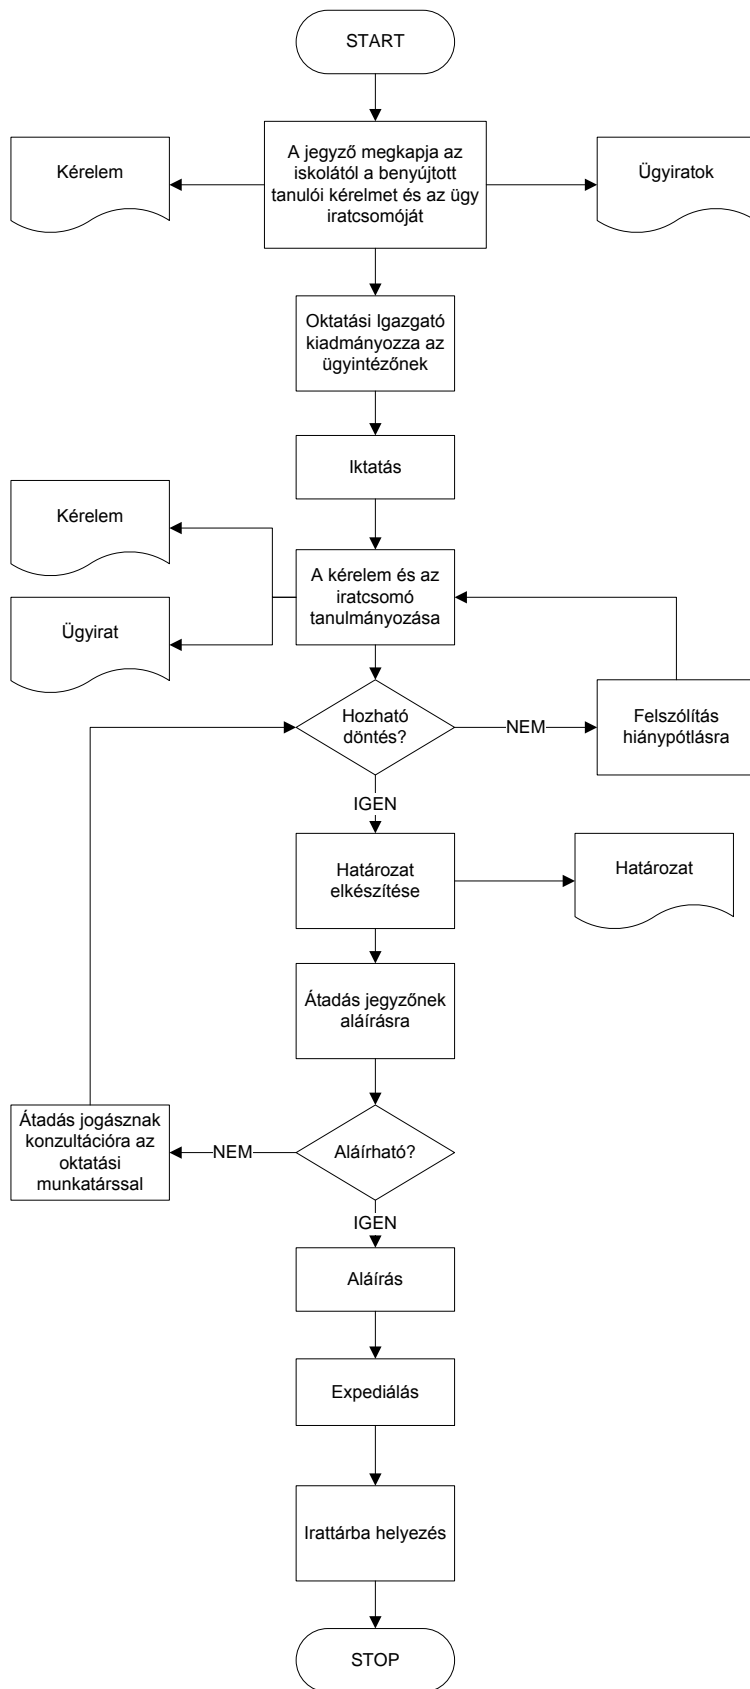 START
Kérelem
A jegyző megkapja az
iskolától a benyújtott
tanulói kérelmet és az ügy
iratcsomóját
Ügyiratok
Oktatási Igazgató
kiadmányozza az
ügyintézőnek
Iktatás
Kérelem
A kérelem és az
iratcsomó
tanulmányozása
Ügyirat
Hozható
döntés?
NEM
Felszólítás
hiánypótlásra
IGEN
Határozat
elkészítése
Határozat
Átadás jegyzőnek
aláírásra
Átadás jogásznak
konzultációra az
oktatási
munkatárssal
NEM
Aláírható?
IGEN
Aláírás
Expediálás
Irattárba helyezés
STOP